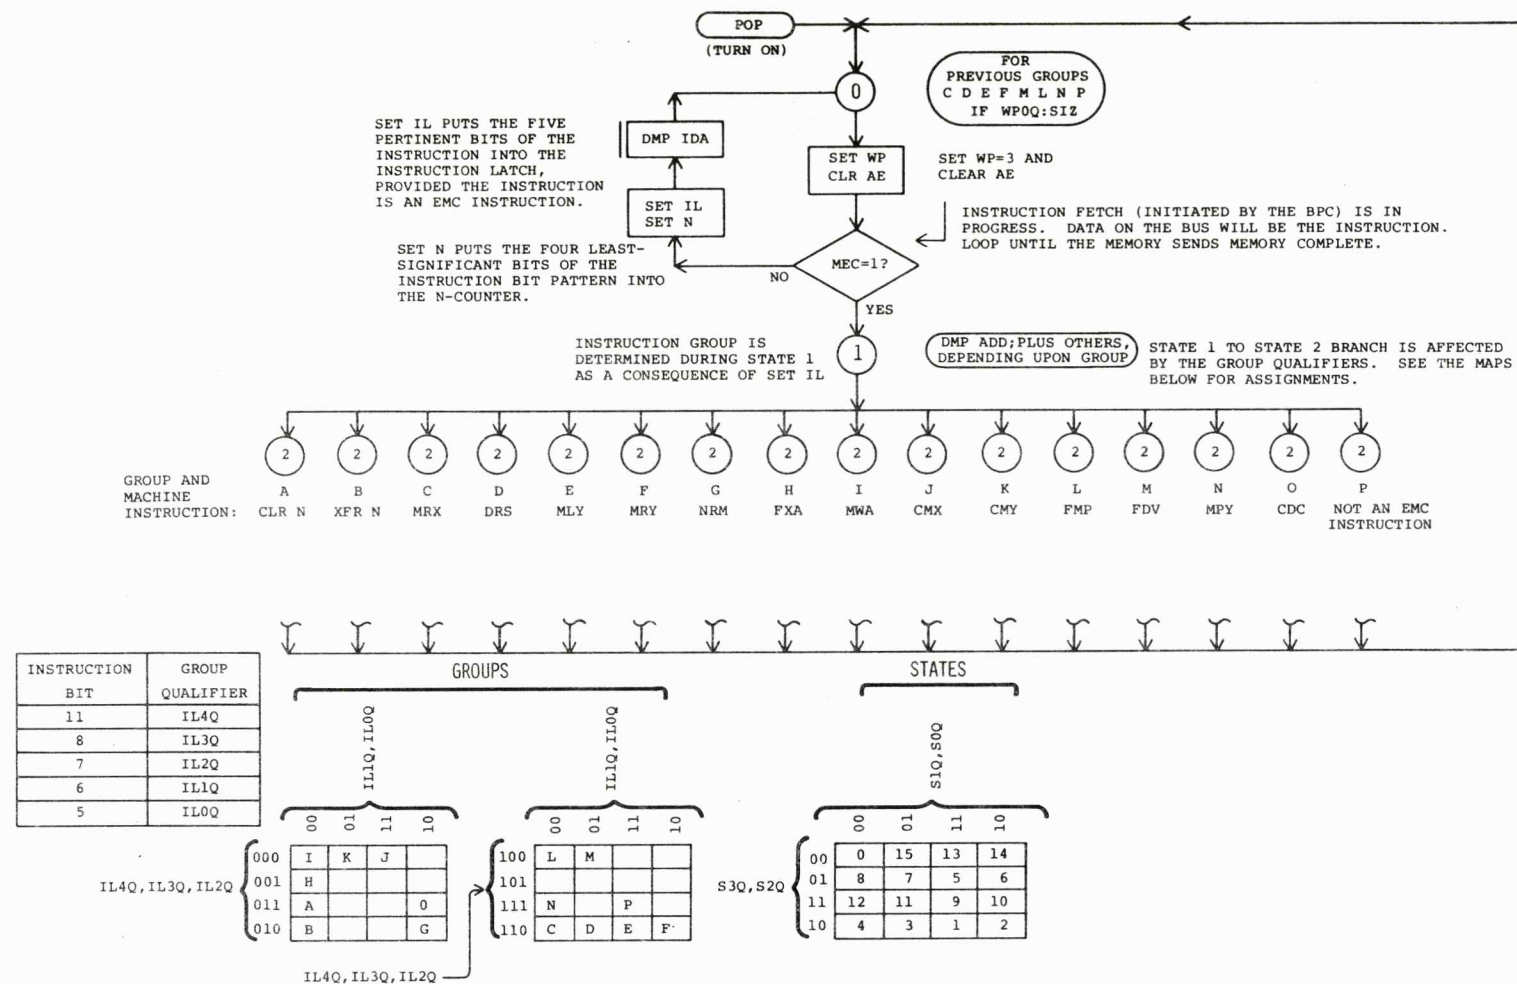 POP
(TURN ON)
0
FOR
PREVIOUS GROUPS
C D E F M L N P
IF WP0Q:SIZ
SET IL PUTS THE FIVE
PERTINENT BITS OF THE
INSTRUCTION INTO THE
INSTRUCTION LATCH,
PROVIDED THE INSTRUCTION
IS AN EMC INSTRUCTION.
DMP IDA
SET WP
CLR AE
SET WP=3 AND
CLEAR AE
SET IL
SET N
INSTRUCTION FETCH (INITIATED BY THE BPC) IS IN
PROGRESS. DATA ON THE BUS WILL BE THE INSTRUCTION.
LOOP UNTIL THE MEMORY SENDS MEMORY COMPLETE.
SET N PUTS THE FOUR LEAST-
SIGNIFICANT BITS OF THE
INSTRUCTION BIT PATTERN INTO
THE N-COUNTER.
MEC=1?
NO
YES
INSTRUCTION GROUP IS
DETERMINED DURING STATE 1
AS A CONSEQUENCE OF SET IL
1
DMP ADD;PLUS OTHERS,
DEPENDING UPON GROUP
STATE 1 TO STATE 2 BRANCH IS AFFECTED
BY THE GROUP QUALIFIERS. SEE THE MAPS
BELOW FOR ASSIGNMENTS.
2 2 2 2 2 2 2 2 2 2 2 2 2 2 2 2
GROUP AND
MACHINE
INSTRUCTION:
A B C D E F G H I J K L M N O P
CLR N XFR N MRX DRS MLY MRY NRM FXA MWA CMX CMY FMP FDV MPY CDC NOT AN EMC
INSTRUCTION
INSTRUCTION GROUP
BIT QUALIFIER
11 IL4Q
8 IL3Q
7 IL2Q
6 IL1Q
5 IL0Q
GROUPS
IL1Q,IL0Q
00 01 11 10
IL4Q,IL3Q,IL2Q
000 I K J
001 H
011 A O
010 B G
IL1Q,IL0Q
00 01 11 10
100 L M
101
111 N P
110 C D E F
IL4Q,IL3Q,IL2Q
STATES
S1Q,S0Q
00 01 11 10
S3Q,S2Q
00 0 15 13 14
01 8 7 5 6
11 12 11 9 10
10 4 3 1 2